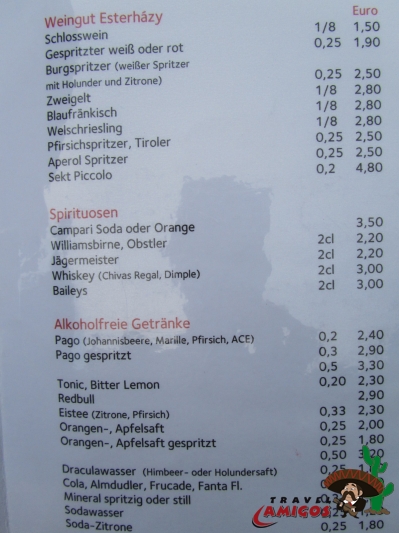 Euro
Weingut Esterházy
Schlosswein 1/8 1,50
Gespritzter weiß oder rot 0,25 1,90
Burgspritzer (weißer Spritzer
mit Holunder und Zitrone) 0,25 2,50
Zweigelt 1/8 2,80
Blaufränkisch 1/8 2,80
Welschriesling 1/8 2,80
Pfirsichspritzer, Tiroler 0,25 2,50
Aperol Spritzer 0,25 2,50
Sekt Piccolo 0,2 4,80
Spirituosen
Campari Soda oder Orange 3,50
Williamsbirne, Obstler 2cl 2,20
Jägermeister 2cl 2,20
Whiskey (Chivas Regal, Dimple) 2cl 3,00
Baileys 2cl 3,00
Alkoholfreie Getränke
Pago (Johannisbeere, Marille, Pfirsich, ACE) 0,2 2,40
Pago gespritzt 0,3 2,90
0,5 3,30
Tonic, Bitter Lemon 0,20 2,30
Redbull 2,90
Eistee (Zitrone, Pfirsich) 0,33 2,30
Orangen-, Apfelsaft 0,25 2,00
Orangen-, Apfelsaft gespritzt 0,25 1,80
0,50 3,20
Draculawasser (Himbeer- oder Holundersaft) 0,25
Cola, Almdudler, Frucade, Fanta Fl.
Mineral spritzig oder still
Sodawasser
Soda-Zitrone 0,25 1,80
TRAVEL
AMIGOS